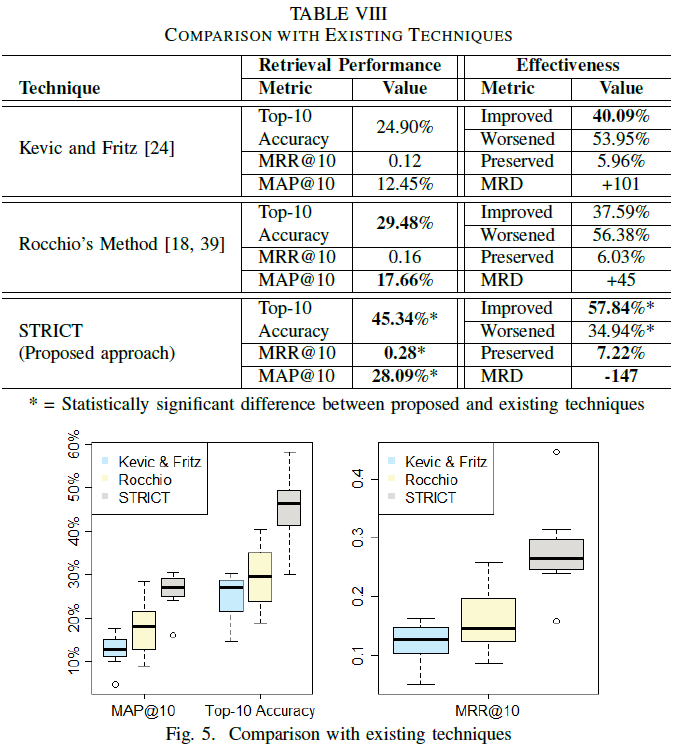 TABLE VIII
COMPARISON WITH EXISTING TECHNIQUES
Technique Retrieval Performance Effectiveness
Metric Value Metric Value
Kevic and Fritz [24] Top-10 Accuracy 24.90% Improved 40.09%
Worsened 53.95%
MRR@10 0.12 Preserved 5.96%
MAP@10 12.45% MRD +101
Rocchio's Method [18, 39] Top-10 Accuracy 29.48% Improved 37.59%
Worsened 56.38%
MRR@10 0.16 Preserved 6.03%
MAP@10 17.66% MRD +45
STRICT (Proposed approach) Top-10 Accuracy 45.34%* Improved 57.84%*
Worsened 34.94%*
MRR@10 0.28* Preserved 7.22%
MAP@10 28.09%* MRD -147
* = Statistically significant difference between proposed and existing techniques
60%
50%
40%
30%
20%
10%
Kevic & Fritz
Rocchio
STRICT
MAP@10 Top-10 Accuracy
0.4
0.3
0.2
0.1
Kevic & Fritz
Rocchio
STRICT
MRR@10
Fig. 5. Comparison with existing techniques